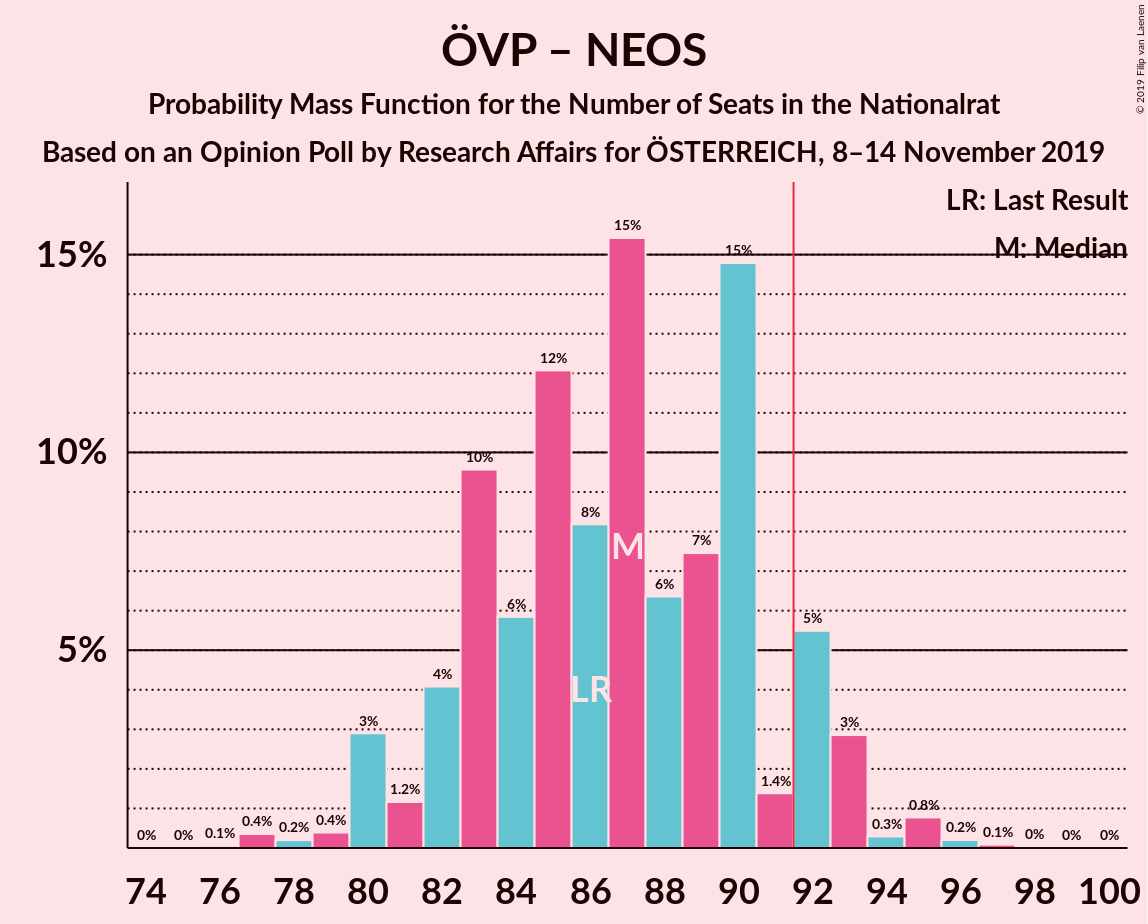 ÖVP – NEOS
Probability Mass Function for the Number of Seats in the Nationalrat
Based on an Opinion Poll by Research Affairs for ÖSTERREICH, 8–14 November 2019
© 2019 Filip van Laenen
LR: Last Result
M: Median
15%
10%
5%
0% 0% 0.1% 0.4% 0.2% 0.4% 3% 1.2% 4% 10% 6% 12% 8% 15% 6% 7% 15% 1.4% 5% 3% 0.3% 0.8% 0.2% 0.1% 0% 0% 0%
M
LR
74 76 78 80 82 84 86 88 90 92 94 96 98 100